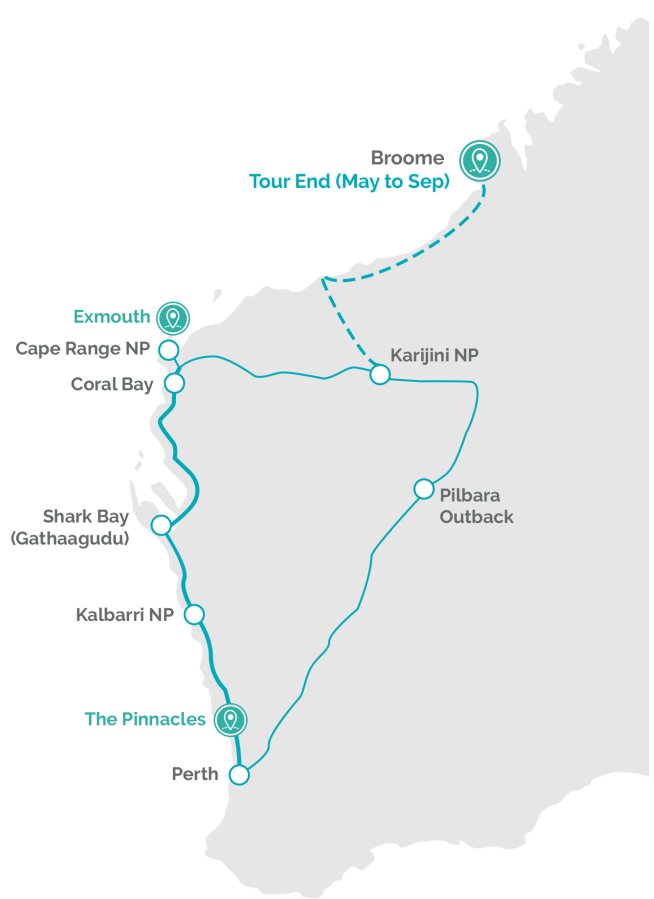 Broome
Tour End (May to Sep)
Exmouth
Cape Range NP
Karijini NP
Coral Bay
Pilbara
Outback
Shark Bay
(Gathaagudu)
Kalbarri NP
The Pinnacles
Perth